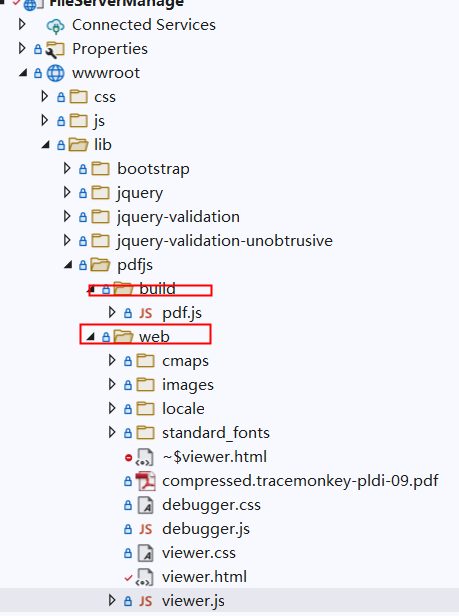 FileServerManage
Connected Services
Properties
wwwroot
css
js
lib
bootstrap
jquery
jquery-validation
jquery-validation-unobtrusive
pdfjs
build
JS pdf.js
web
cmaps
images
locale
standard_fonts
~$viewer.html
compressed.tracemonkey-pldi-09.pdf
debugger.css
JS debugger.js
viewer.css
viewer.html
JS viewer.js